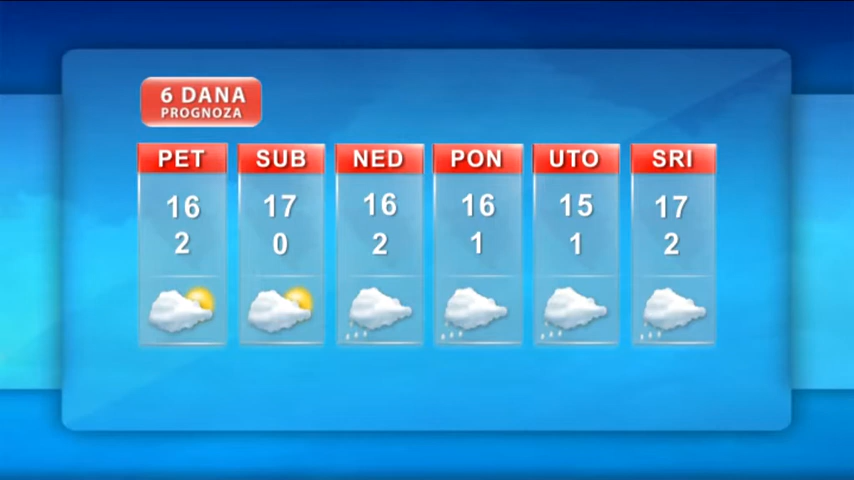 6 DANA
PROGNOZA
PET SUB NED PON UTO SRI
16 17 16 16 15 17
2 0 2 1 1 2